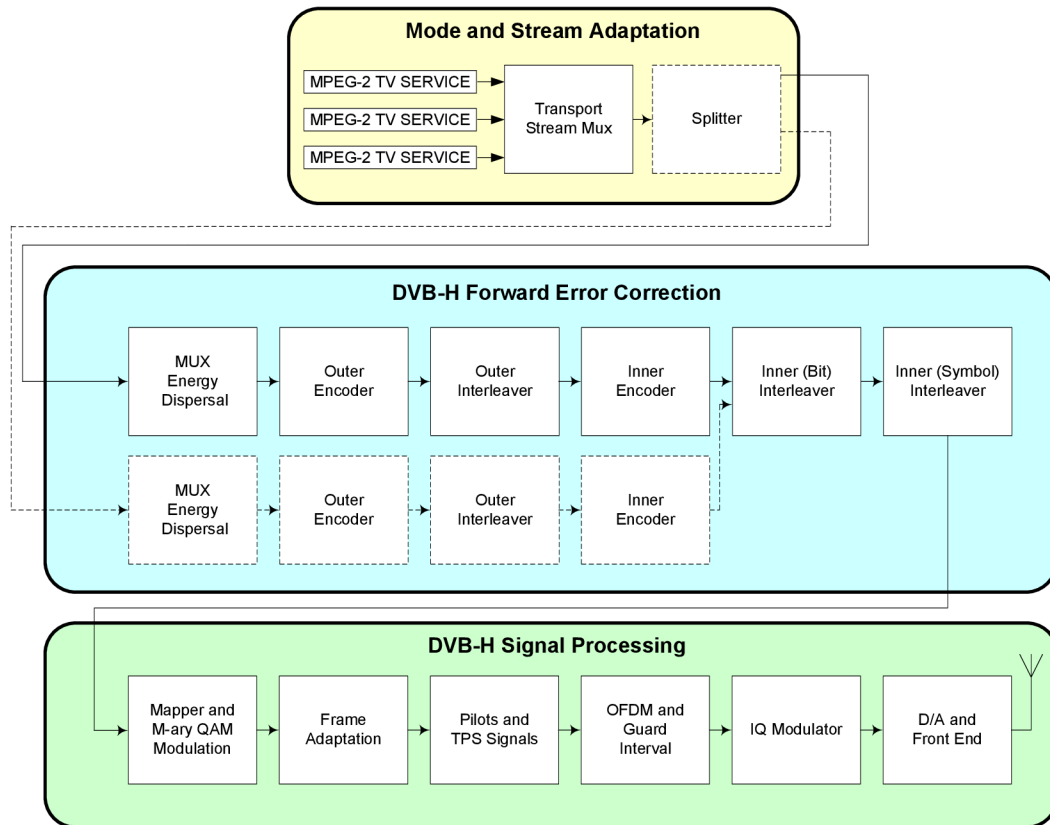 Mode and Stream Adaptation
MPEG-2 TV SERVICE
MPEG-2 TV SERVICE
MPEG-2 TV SERVICE
Transport
Stream Mux
Splitter
DVB-H Forward Error Correction
MUX
Energy
Dispersal
Outer
Encoder
Outer
Interleaver
Inner
Encoder
Inner (Bit)
Interleaver
Inner (Symbol)
Interleaver
MUX
Energy
Dispersal
Outer
Encoder
Outer
Interleaver
Inner
Encoder
DVB-H Signal Processing
Mapper and
M-ary QAM
Modulation
Frame
Adaptation
Pilots and
TPS Signals
OFDM and
Guard
Interval
IQ Modulator
D/A and
Front End